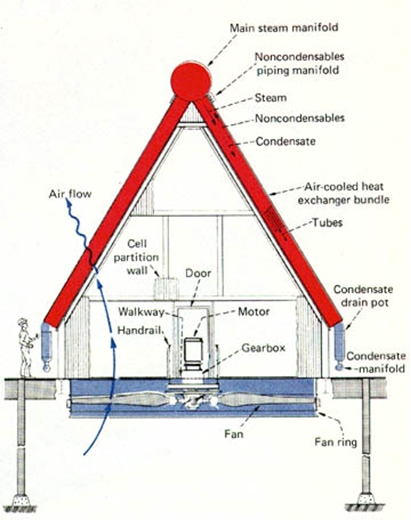 Main steam manifold
Noncondensables
piping manifold
Steam
Noncondensables
Condensate
Air flow
Air-cooled heat
exchanger bundle
Tubes
Cell
partition
wall
Door
Condensate
drain pot
Walkway
Motor
Handrail
Gearbox
Condensate
manifold
Fan
Fan ring